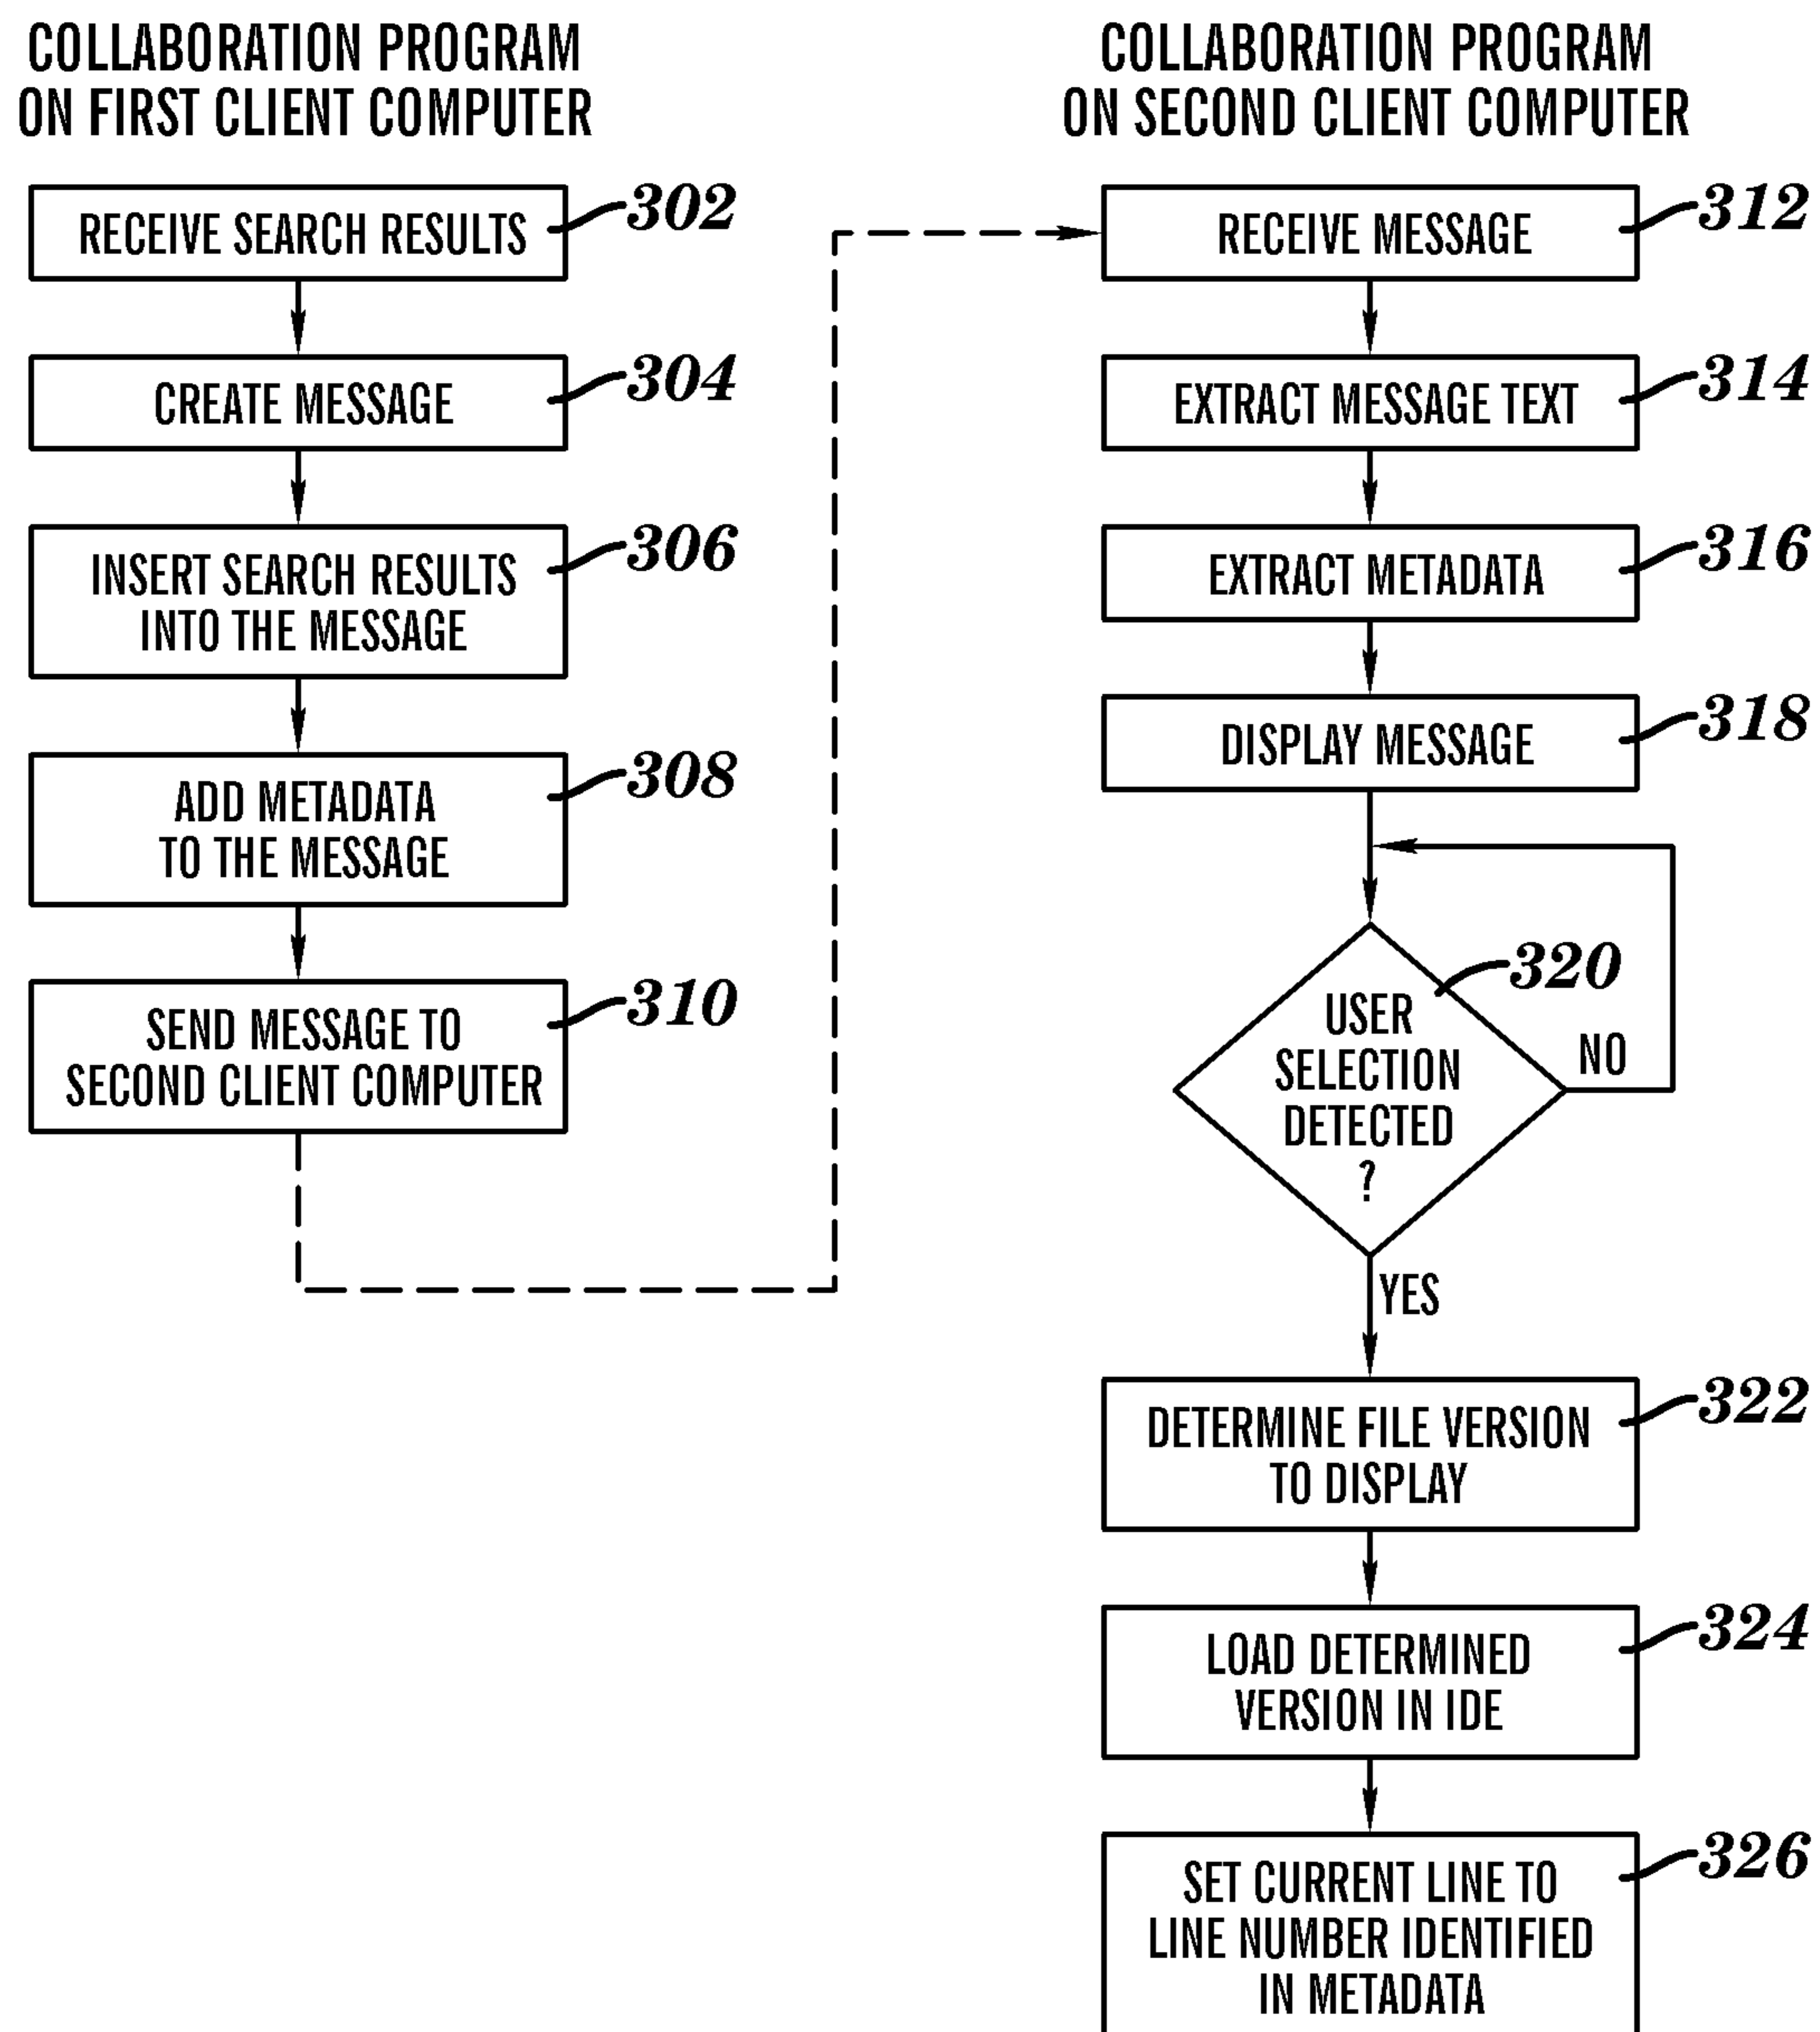 COLLABORATION PROGRAM
ON FIRST CLIENT COMPUTER
RECEIVE SEARCH RESULTS
302
CREATE MESSAGE
304
INSERT SEARCH RESULTS
INTO THE MESSAGE
306
ADD METADATA
TO THE MESSAGE
308
SEND MESSAGE TO
SECOND CLIENT COMPUTER
310
COLLABORATION PROGRAM
ON SECOND CLIENT COMPUTER
RECEIVE MESSAGE
312
EXTRACT MESSAGE TEXT
314
EXTRACT METADATA
316
DISPLAY MESSAGE
318
USER
SELECTION
DETECTED
?
320
NO
YES
DETERMINE FILE VERSION
TO DISPLAY
322
LOAD DETERMINED
VERSION IN IDE
324
SET CURRENT LINE TO
LINE NUMBER IDENTIFIED
IN METADATA
326